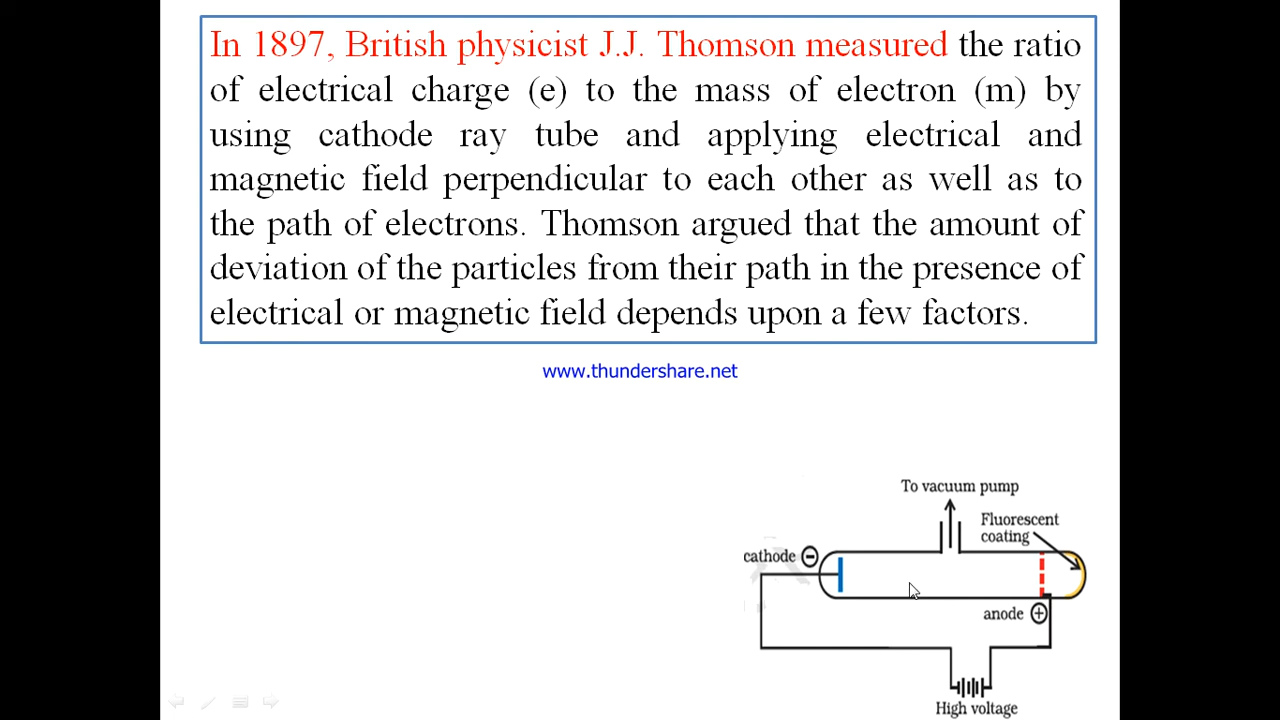 In 1897, British physicist J.J. Thomson measured the ratio
of electrical charge (e) to the mass of electron (m) by
using cathode ray tube and applying electrical and
magnetic field perpendicular to each other as well as to
the path of electrons. Thomson argued that the amount of
deviation of the particles from their path in the presence of
electrical or magnetic field depends upon a few factors.
www.thundershare.net
To vacuum pump
Fluorescent
coating
cathode −
anode +
High voltage